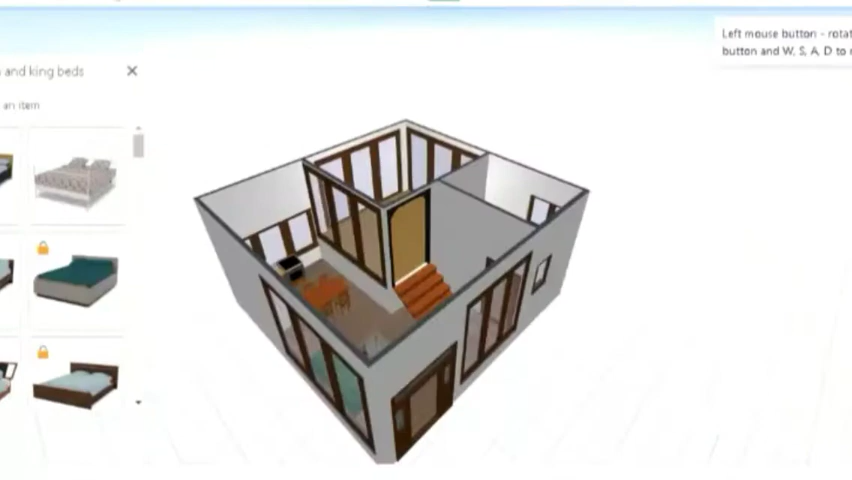 Left mouse button - rotat
button and W, S, A, D to
and king beds
an item